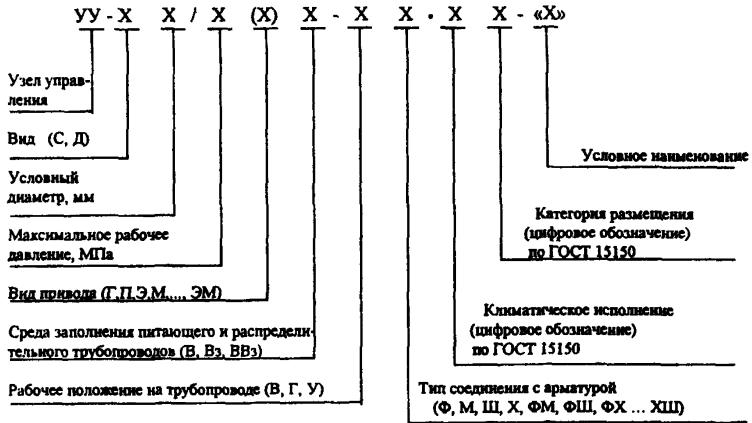 УУ - Х Х / Х (Х) Х - Х Х . Х Х - «Х»
Узел управ-
ления
Вид (С, Д)
Условный
диаметр, мм
Максимальное рабочее
давление, МПа
Вид привода (Г,П,Э,М,..., ЭМ)
Среда заполнения питающего и распредели-
тельного трубопроводов (В, Вз, ВВз)
Рабочее положение на трубопроводе (В, Г, У)
Условное наименование
Категория размещения
(цифровое обозначение)
по ГОСТ 15150
Климатическое исполнение
(цифровое обозначение)
по ГОСТ 15150
Тип соединения с арматурой
(Ф, М, Ш, Х, ФМ, ФШ, ФХ ... ХШ)